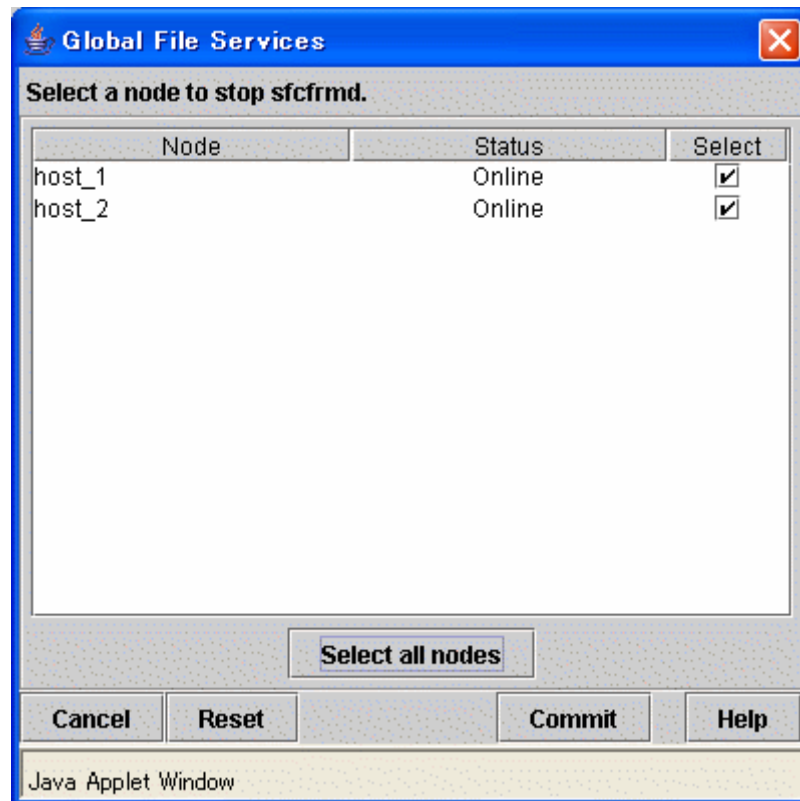 Global File Services
Select a node to stop sfcfrmd.
Node Status Select
host_1 Online
host_2 Online
Select all nodes
Cancel Reset Commit Help
Java Applet Window